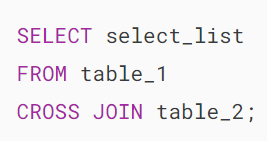 SELECT select_list
FROM table_1
CROSS JOIN table_2;